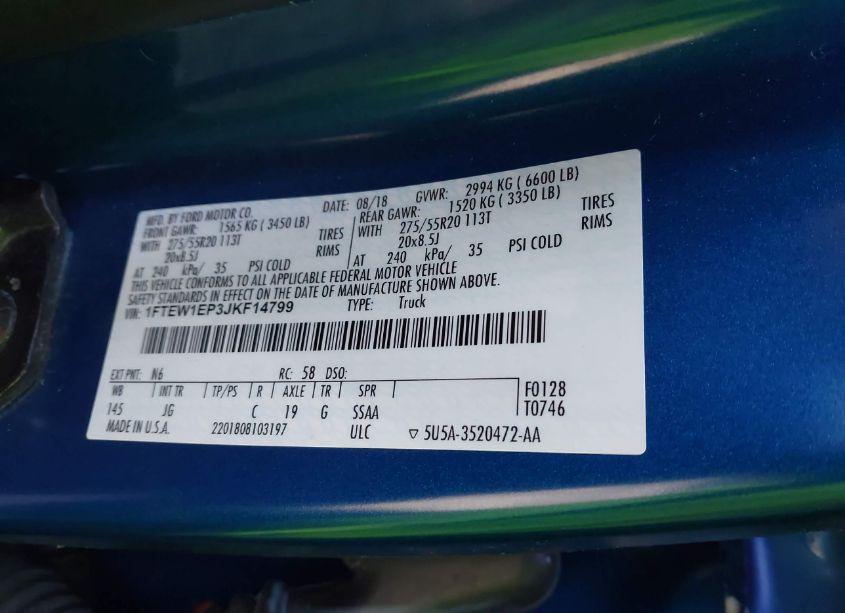 MFD. BY FORD MOTOR CO. DATE: 08/18 GVWR: 2994 KG ( 6600 LB)
FRONT GAWR: 1565 KG ( 3450 LB) REAR GAWR: 1520 KG ( 3350 LB)
WITH 275/55R20 113T TIRES WITH 275/55R20 113T TIRES
20x8.5J RIMS 20x8.5J RIMS
AT 240 kPa/ 35 PSI COLD AT 240 kPa/ 35 PSI COLD
THIS VEHICLE CONFORMS TO ALL APPLICABLE FEDERAL MOTOR VEHICLE
SAFETY STANDARDS IN EFFECT ON THE DATE OF MANUFACTURE SHOWN ABOVE.
VIN: 1FTEW1EP3JKF14799 TYPE: Truck
EXT PNT: N6 RC: 58 DSO:
WB INT TR TP/PS R AXLE TR SPR F0128
145 JG C 19 G SSAA T0746
MADE IN U.S.A. 2201808103197 ULC ▽ 5U5A-3520472-AA